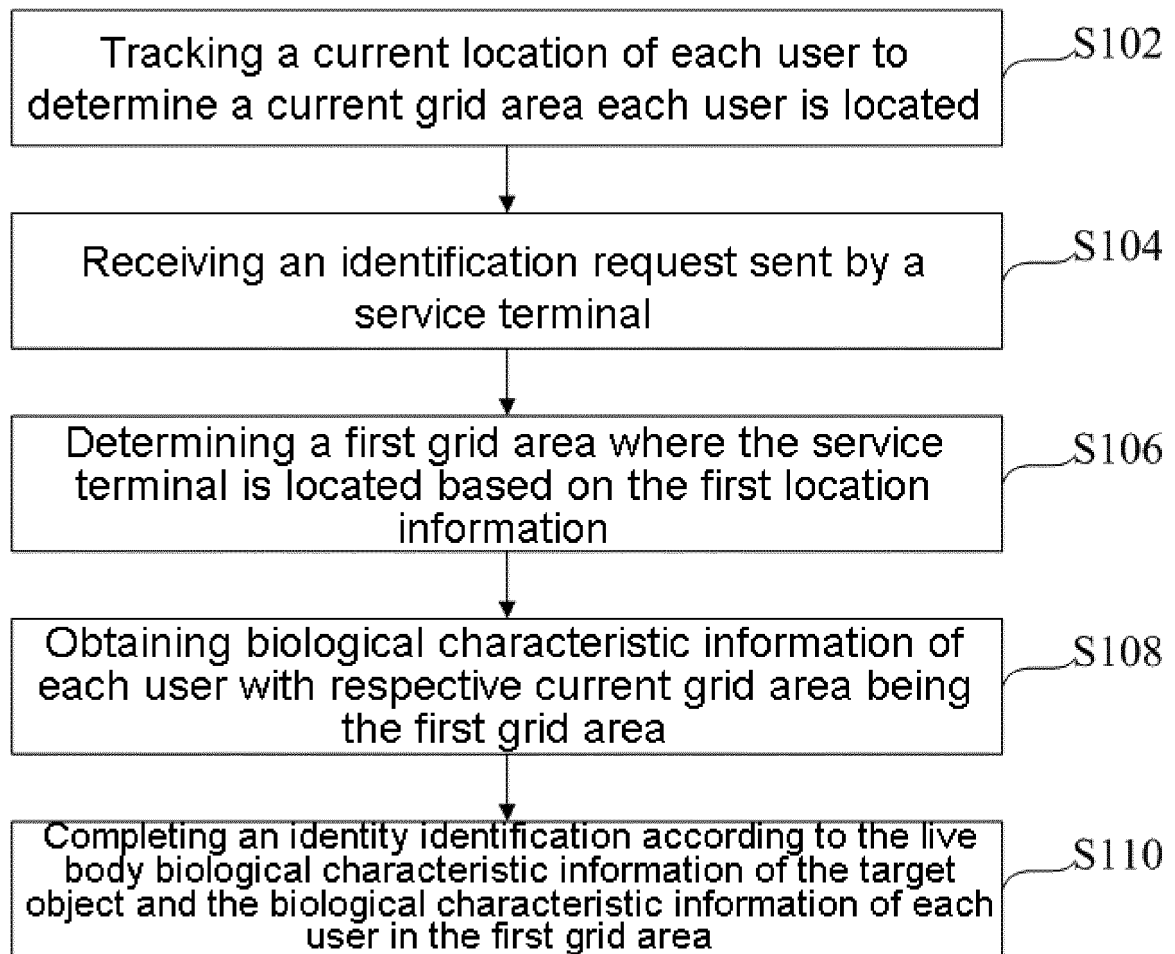 Tracking a current location of each user to
determine a current grid area each user is located
S102
Receiving an identification request sent by a
service terminal
S104
Determining a first grid area where the service
terminal is located based on the first location
information
S106
Obtaining biological characteristic information of
each user with respective current grid area being
the first grid area
S108
Completing an identity identification according to the live
body biological characteristic information of the target
object and the biological characteristic information of each
user in the first grid area
S110